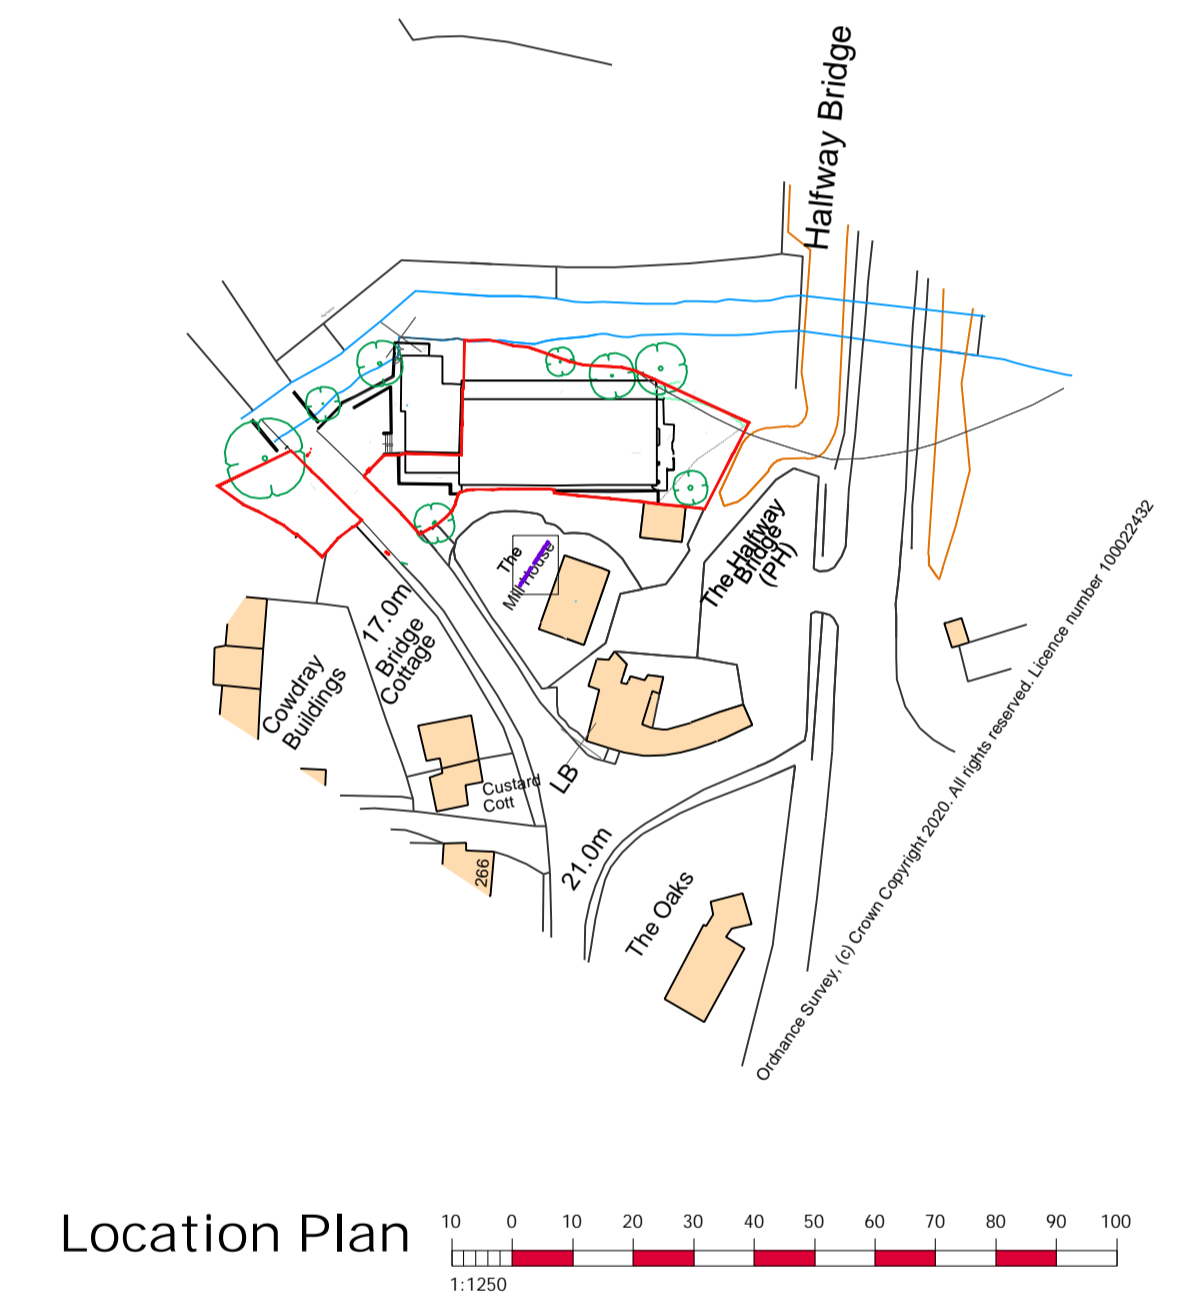 Halfway Bridge
The
Mill House
The Halfway
Bridge
(PH)
17.0m
Bridge
Cottage
Cowdray
Buildings
Custard
Cott
LB
266
21.0m
The Oaks
Ordnance Survey, (c) Crown Copyright 2020. All rights reserved. Licence number 100022432
Location Plan
10 0 10 20 30 40 50 60 70 80 90 100
1:1250